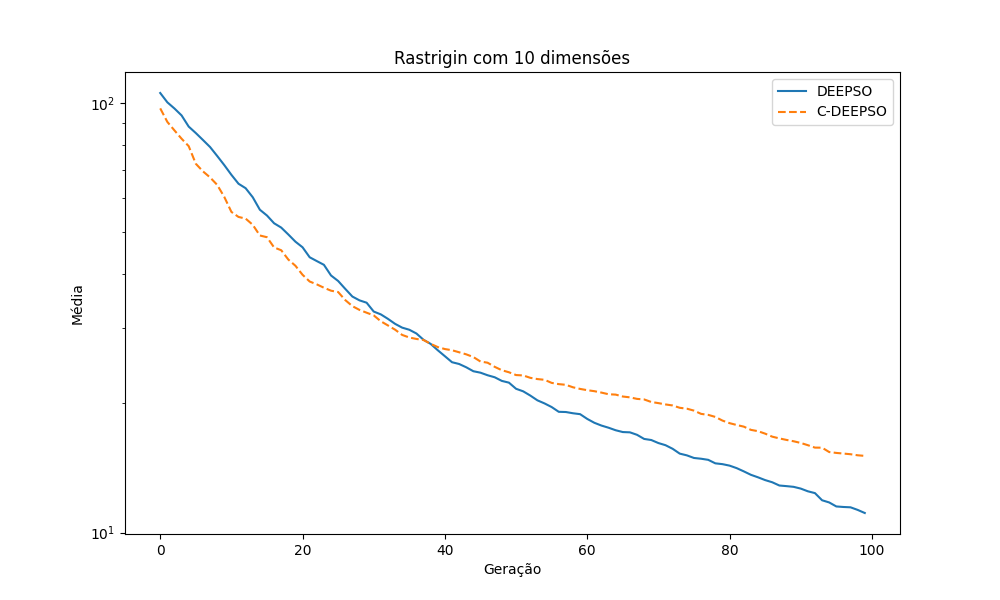 Rastrigin com 10 dimensões
DEEPSO
C-DEEPSO
Média
10²
10¹
0 20 40 60 80 100
Geração